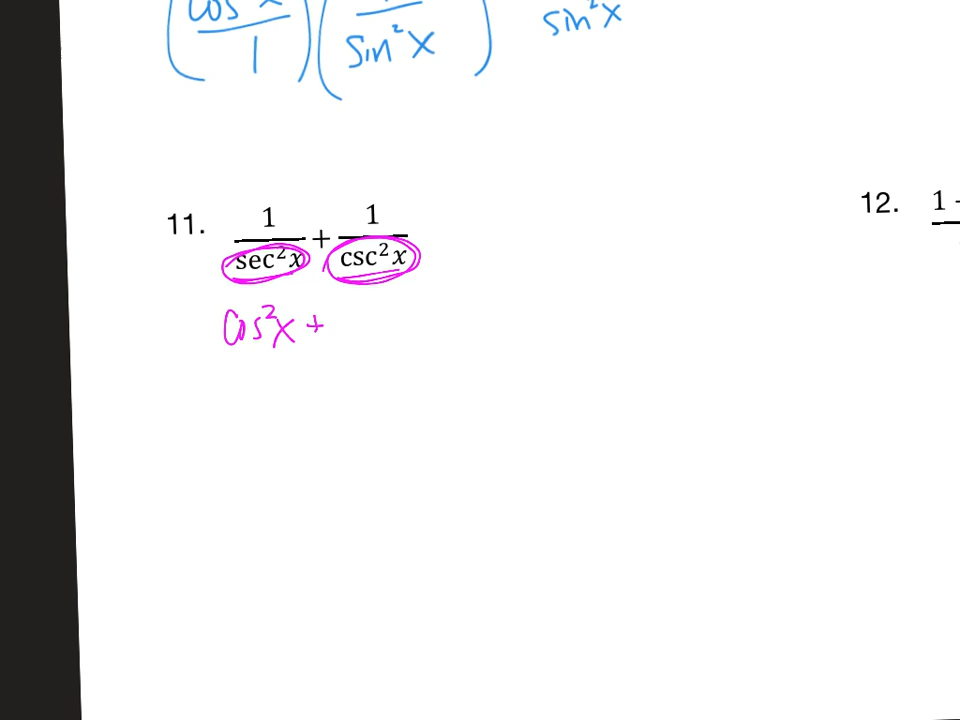 (cos x/1)(/sin²x) sin²x
11. 1/sec²x + 1/csc²x
12. 1 -
cos²x +